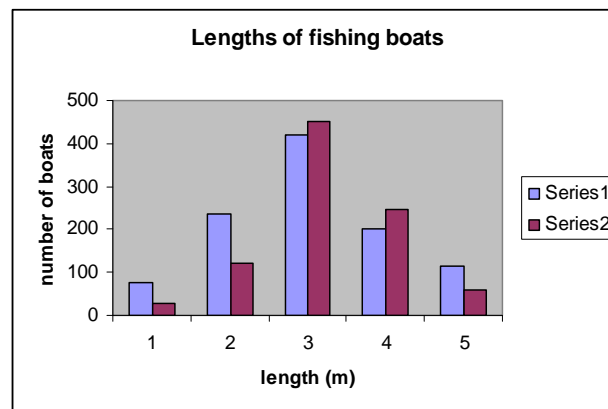 Lengths of fishing boats
500
400
300
200
100
0
number of boats
1 2 3 4 5
length (m)
Series1
Series2